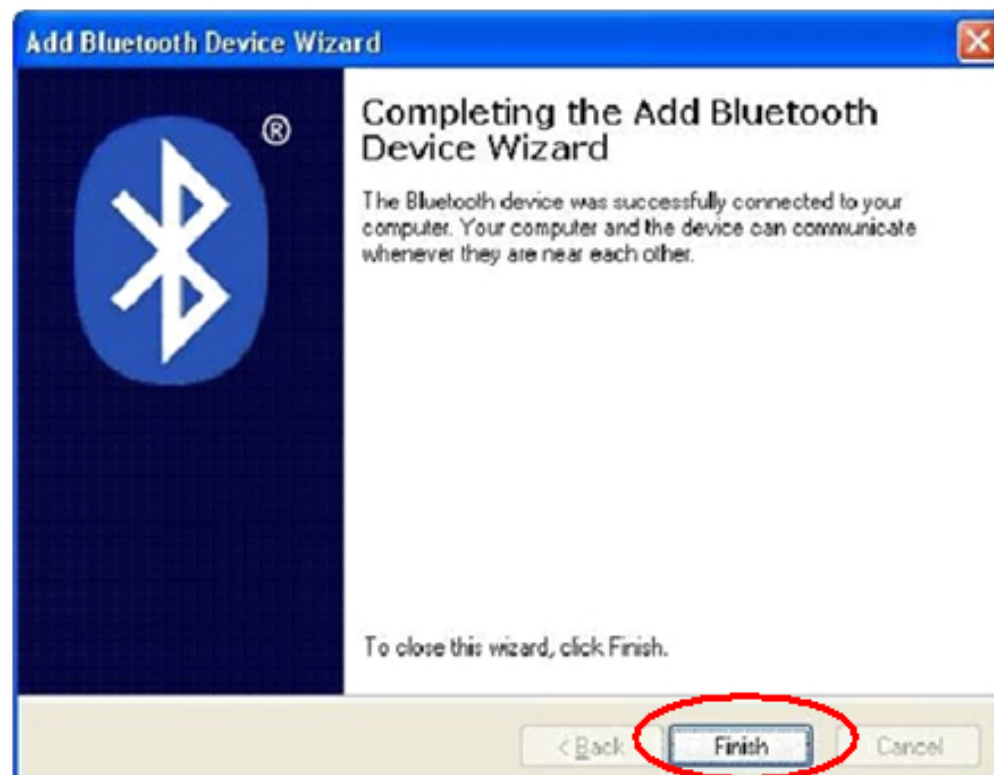 Add Bluetooth Device Wizard
®
Completing the Add Bluetooth
Device Wizard
The Bluetooth device was successfully connected to your
computer. Your computer and the device can communicate
whenever they are near each other.
To close this wizard, click Finish.
< Back Finish Cancel